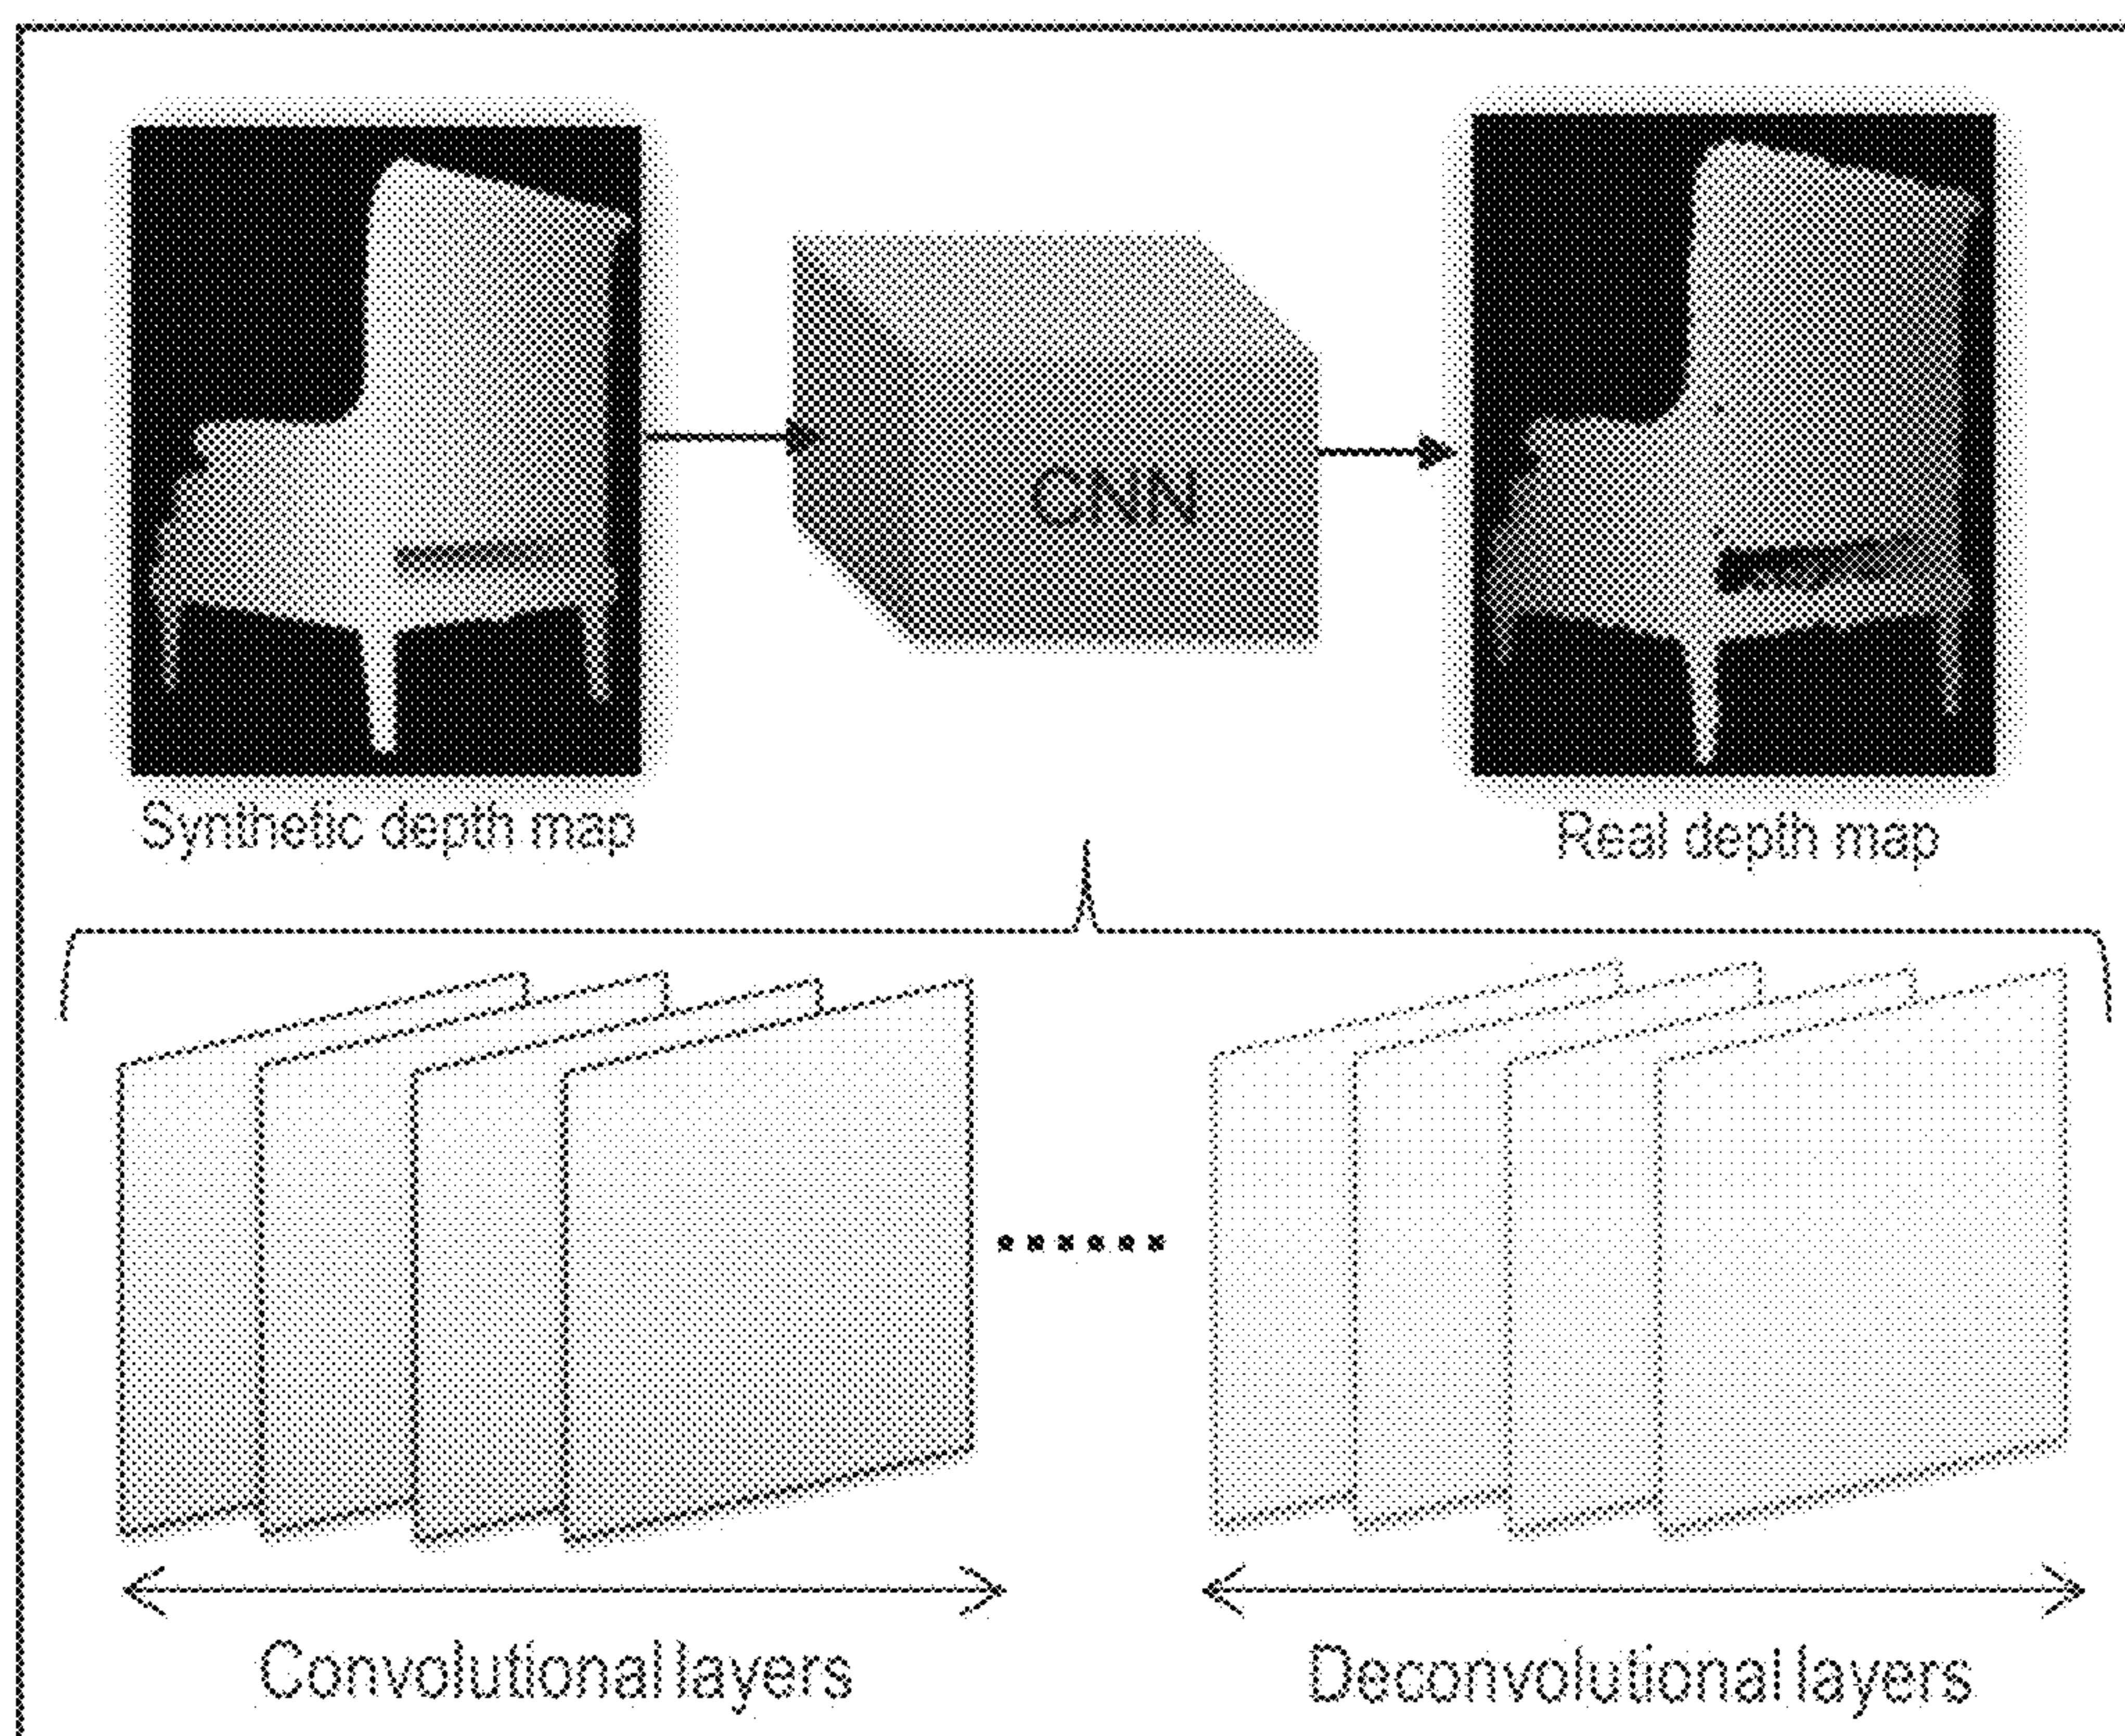 CNN
Synthetic depth map
Real depth map
Convolutional layers
Deconvolutional layers